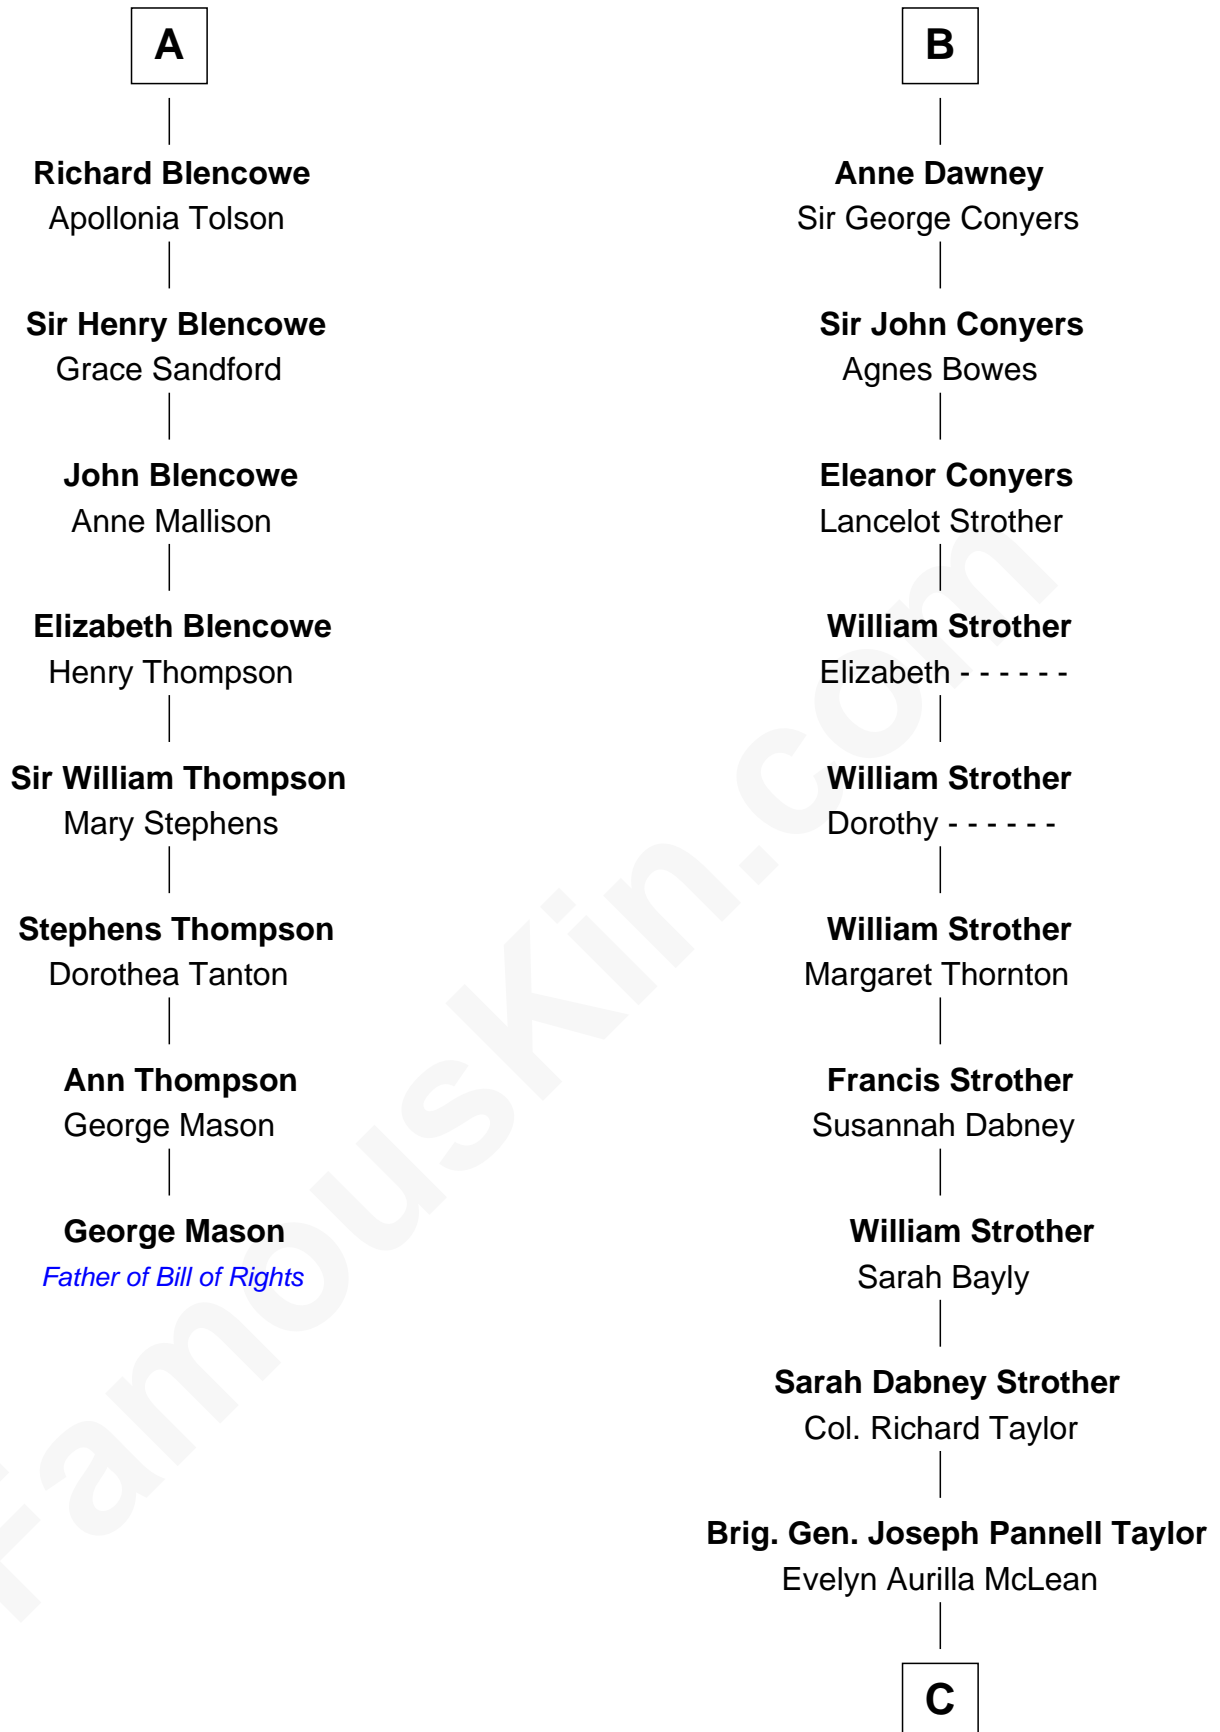 A
Richard Blencowe
Apollonia Tolson
Sir Henry Blencowe
Grace Sandford
John Blencowe
Anne Mallison
Elizabeth Blencowe
Henry Thompson
Sir William Thompson
Mary Stephens
Stephens Thompson
Dorothea Tanton
Ann Thompson
George Mason
George Mason
Father of Bill of Rights
B
Anne Dawney
Sir George Conyers
Sir John Conyers
Agnes Bowes
Eleanor Conyers
Lancelot Strother
William Strother
Elizabeth - - - - - -
William Strother
Dorothy - - - - - -
William Strother
Margaret Thornton
Francis Strother
Susannah Dabney
William Strother
Sarah Bayly
Sarah Dabney Strother
Col. Richard Taylor
Brig. Gen. Joseph Pannell Taylor
Evelyn Aurilla McLean
C
FamousKin.com